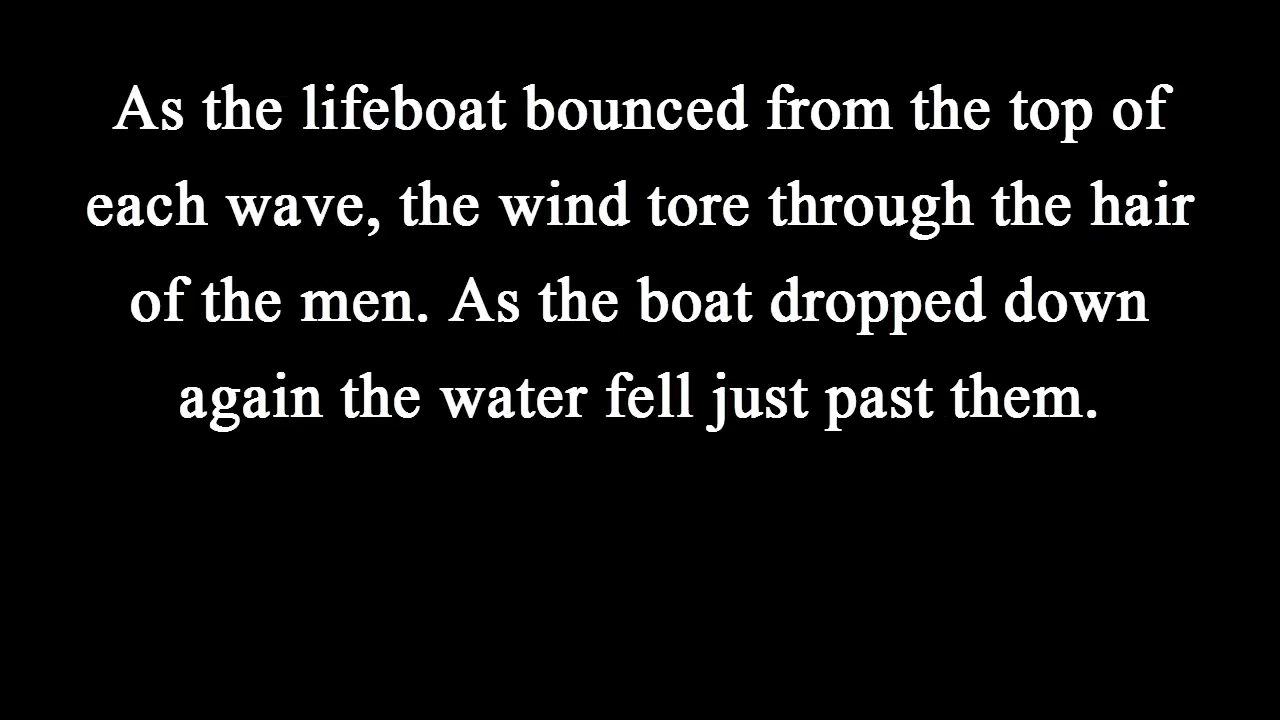 As the lifeboat bounced from the top of
each wave, the wind tore through the hair
of the men. As the boat dropped down
again the water fell just past them.